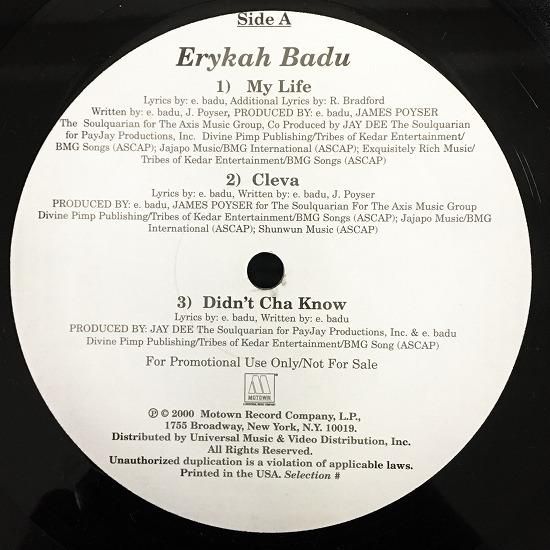 Side A
Erykah Badu
1) My Life
Lyrics by: e. badu, Additional Lyrics by: R. Bradford
Written by: e. badu, J. Poyser, PRODUCED BY: e. badu, JAMES POYSER
The Soulquarian for The Axis Music Group, Co Produced by JAY DEE The Soulquarian
for PayJay Productions, Inc. Divine Pimp Publishing/Tribes of Kedar Entertainment/
BMG Songs (ASCAP); Jajapo Music/BMG International (ASCAP); Exquisitely Rich Music/
Tribes of Kedar Entertainment/BMG Songs (ASCAP)
2) Cleva
Lyrics by: e. badu, Written by: e. badu, J. Poyser
PRODUCED BY: e. badu, JAMES POYSER for The Soulquarian For The Axis Music Group
Divine Pimp Publishing/Tribes of Kedar Entertainment/BMG Songs (ASCAP); Jajapo Music/BMG
International (ASCAP); Shunwun Music (ASCAP)
3) Didn't Cha Know
Lyrics by: e. badu, Written by: e. badu
PRODUCED BY: JAY DEE The Soulquarian for PayJay Productions, Inc. & e. badu
Divine Pimp Publishing/Tribes of Kedar Entertainment/BMG Song (ASCAP)
For Promotional Use Only/Not For Sale
M
MOTOWN
℗ © 2000 Motown Record Company, L.P.,
1755 Broadway, New York, N.Y. 10019.
Distributed by Universal Music & Video Distribution, Inc.
All Rights Reserved.
Unauthorized duplication is a violation of applicable laws.
Printed in the USA. Selection #